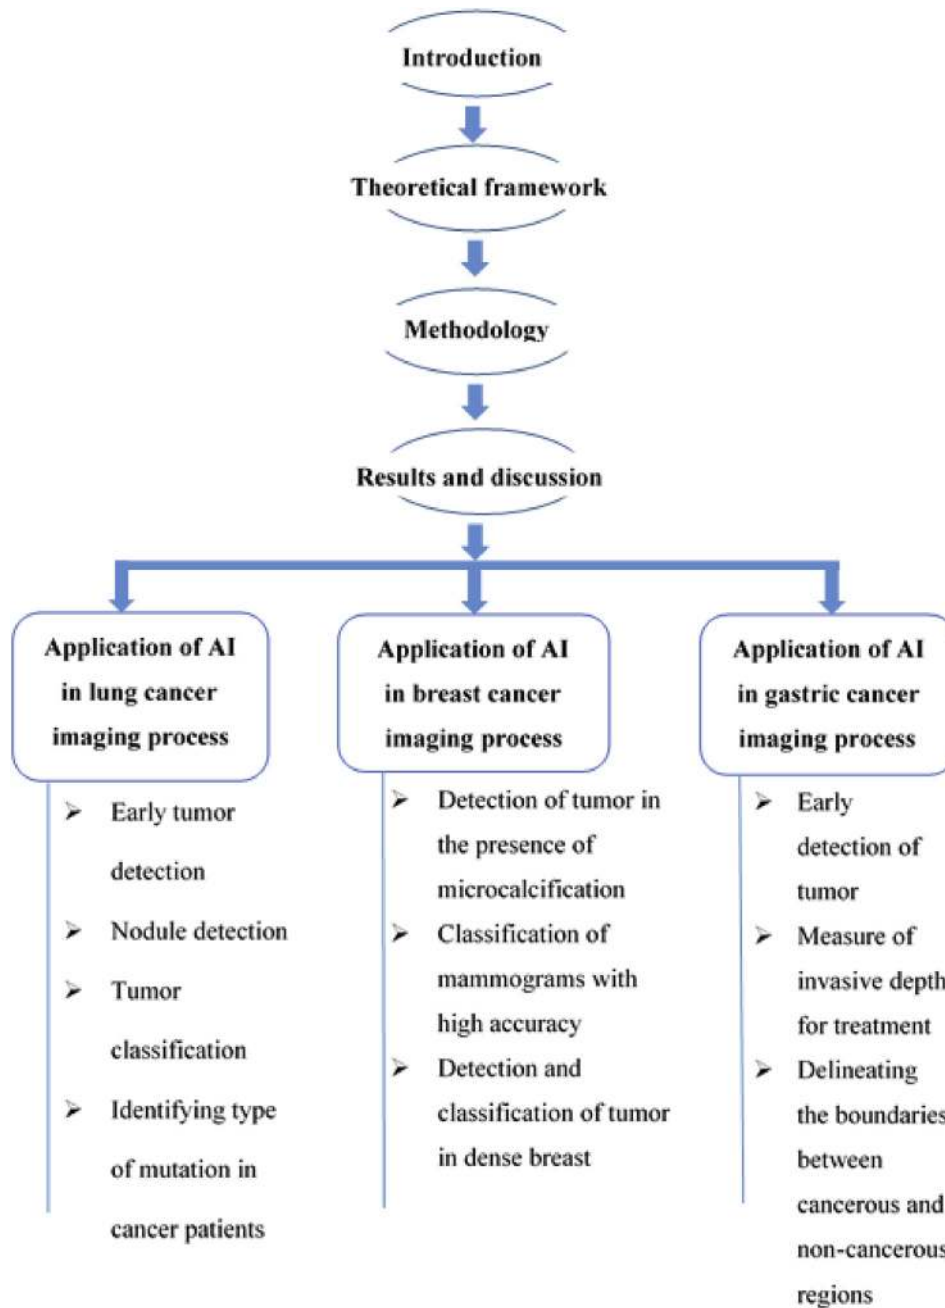 Introduction
Theoretical framework
Methodology
Results and discussion
Application of AI
in lung cancer
imaging process
Early tumor
detection
Nodule detection
Tumor
classification
Identifying type
of mutation in
cancer patients
Application of AI
in breast cancer
imaging process
Detection of tumor in
the presence of
microcalcification
Classification of
mammograms with
high accuracy
Detection and
classification of tumor
in dense breast
Application of AI
in gastric cancer
imaging process
Early
detection of
tumor
Measure of
invasive depth
for treatment
Delineating
the boundaries
between
cancerous and
non-cancerous
regions